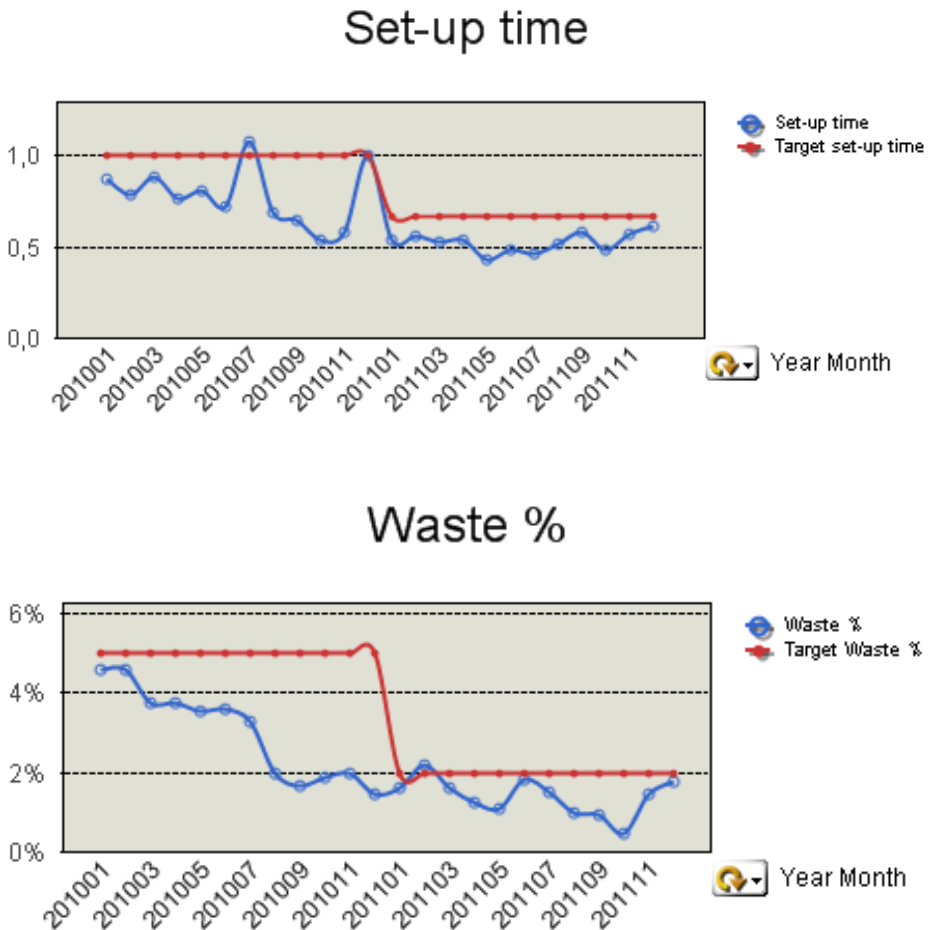 Set-up time
Set-up time
Target set-up time
1,0
0,5
0,0
201001 201003 201005 201007 201009 201011 201101 201103 201105 201107 201109 201111
Year Month
Waste %
6%
Waste %
Target Waste %
4%
2%
0%
201001 201003 201005 201007 201009 201011 201101 201103 201105 201107 201109 201111
Year Month